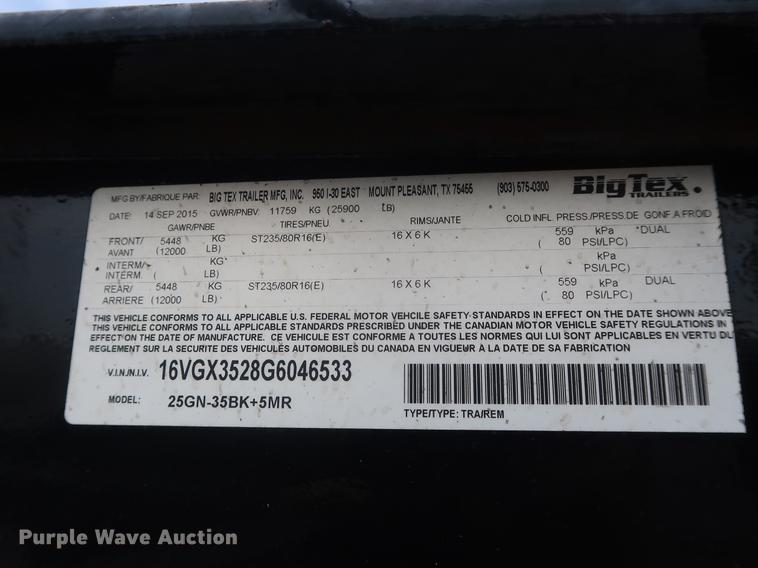 MFG BY/FABRIQUE PAR: BIG TEX TRAILER MFG, INC. 950 I-30 EAST MOUNT PLEASANT, TX 75455 (903) 575-0300 BigTex TRAILERS
DATE: 14 SEP 2015 GVWR/PNBV: 11759 KG (25900 LB)
GAWR/PNBE TIRES/PNEU. RIMS/JANTE COLD INFL. PRESS./PRESS.DE GONF A FROID
FRONT/ 5448 KG ST235/80R16(E) 16 X 6 K 559 kPa DUAL
AVANT (12000 LB) ( 80 PSI/LPC)
INTERM/ KG kPa
INTERM. ( LB) ( PSI/LPC)
REAR/ 5448 KG ST235/80R16(E) 16 X 6 K 559 kPa DUAL
ARRIERE (12000 LB) ( 80 PSI/LPC)
THIS VEHICLE CONFORMS TO ALL APPLICABLE U.S. FEDERAL MOTOR VEHICLE SAFETY STANDARDS IN EFFECT ON THE DATE SHOWN ABOVE
THIS VEHICLE CONFORMS TO ALL APPLICABLE STANDARDS PRESCRIBED UNDER THE CANADIAN MOTOR VEHICLE SAFETY REGULATIONS IN
EFFECT ON THE DATE OF MANUFACTURE. CE VEHICULE EST CONFORME A TOUTES LES NORMES QUI LUI SONT APPLICABLES EN VERTU DU
REGLEMENT SUR LA SECURITE DES VEHICULES AUTOMOBILES DU CANADA EN VIGUEUR À LA DATE DE SA FABRICATION
V.I.N./N.I.V. 16VGX3528G6046533
MODEL: 25GN-35BK+5MR TYPE/TYPE: TRA/REM
Purple Wave Auction